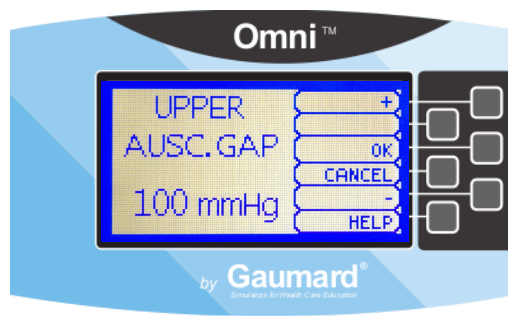 Omni™
UPPER
AUSC. GAP
100 mmHg
+
OK
CANCEL
-
HELP
by Gaumard®
Simulators for Health Care Education